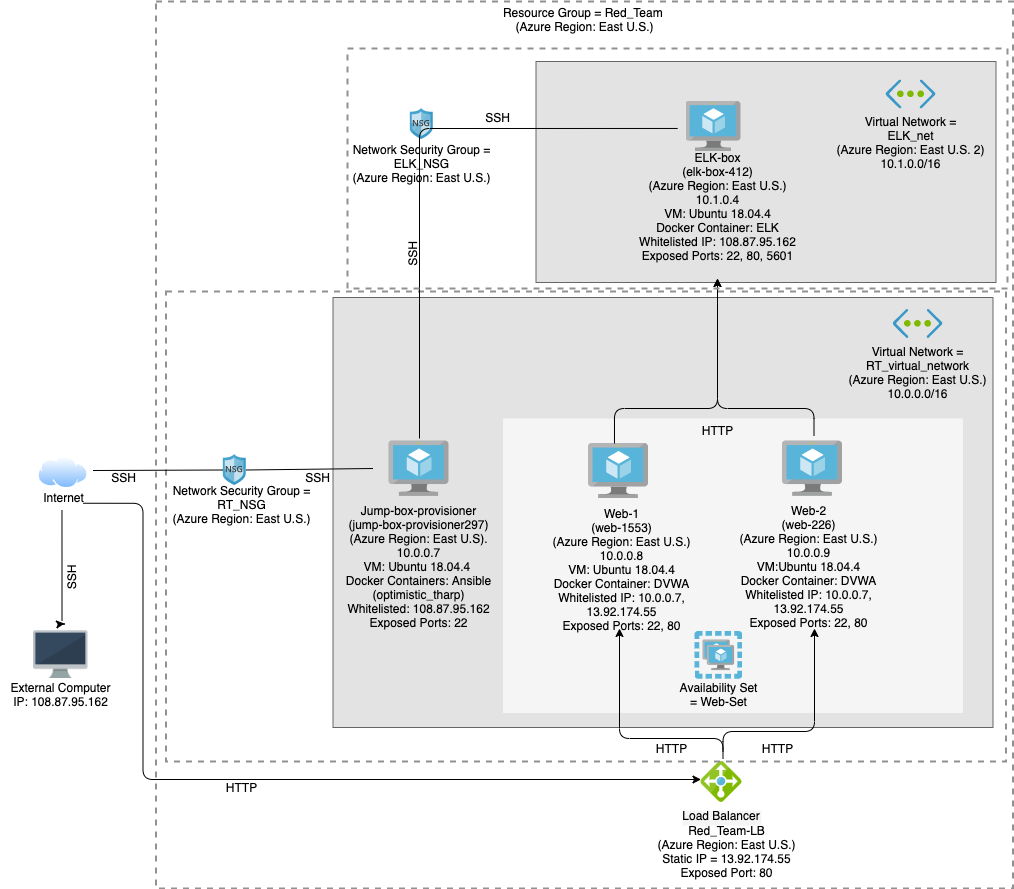 Resource Group = Red_Team
(Azure Region: East U.S.)
NSG
SSH
Network Security Group =
ELK_NSG
(Azure Region: East U.S.)
ELK-box
(elk-box-412)
(Azure Region: East U.S.)
10.1.0.4
VM: Ubuntu 18.04.4
Docker Container: ELK
Whitelisted IP: 108.87.95.162
Exposed Ports: 22, 80, 5601
Virtual Network =
ELK_net
(Azure Region: East U.S. 2)
10.1.0.0/16
SSH
Virtual Network =
RT_virtual_network
(Azure Region: East U.S.)
10.0.0.0/16
HTTP
Internet
SSH
NSG
SSH
Network Security Group =
RT_NSG
(Azure Region: East U.S.)
Jump-box-provisioner
(jump-box-provisioner297)
(Azure Region: East U.S).
10.0.0.7
VM: Ubuntu 18.04.4
Docker Containers: Ansible
(optimistic_tharp)
Whitelisted: 108.87.95.162
Exposed Ports: 22
Web-1
(web-1553)
(Azure Region: East U.S.)
10.0.0.8
VM: Ubuntu 18.04.4
Docker Container: DVWA
Whitelisted IP: 10.0.0.7,
13.92.174.55
Exposed Ports: 22, 80
Web-2
(web-226)
(Azure Region: East U.S.)
10.0.0.9
VM:Ubuntu 18.04.4
Docker Container: DVWA
Whitelisted IP: 10.0.0.7,
13.92.174.55
Exposed Ports: 22, 80
SSH
External Computer
IP: 108.87.95.162
Availability Set
= Web-Set
HTTP
HTTP
HTTP
Load Balancer
Red_Team-LB
(Azure Region: East U.S.)
Static IP = 13.92.174.55
Exposed Port: 80